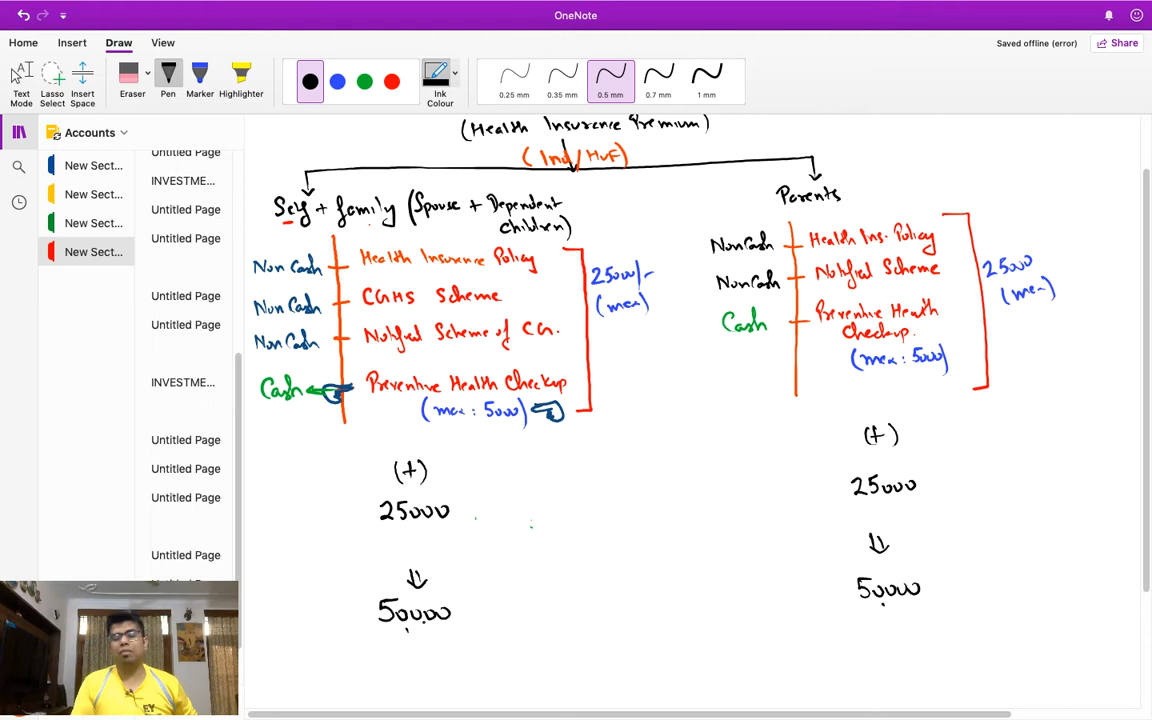 OneNote
Home Insert Draw View
Saved offline (error) Share
Text Mode
Lasso Select
Insert Space
Eraser
Pen
Marker
Highlighter
Ink Colour
0.25 mm 0.35 mm 0.5 mm 0.7 mm 1 mm
Accounts
New Sect...
New Sect...
New Sect...
New Sect...
Untitled Page
INVESTME...
Untitled Page
Untitled Page
Untitled Page
Untitled Page
INVESTME...
Untitled Page
Untitled Page
Untitled Page
Untitled Page
(Health Insurance Premium)
(Ind/HUF)
Self + family (Spouse + Dependent
children)
Non Cash Health Insurance Policy
Non Cash CGHS Scheme
Non Cash Notified Scheme of CG.
Cash Preventive Health Checkup
(max: 5000)
25000/-
(max)
(+)
25000
50000
Parents
Non Cash Health Ins. Policy
Non Cash Notified Scheme
Cash Preventive Health
Checkup.
(max: 5000)
25000
(max)
(+)
25000
50000
EY